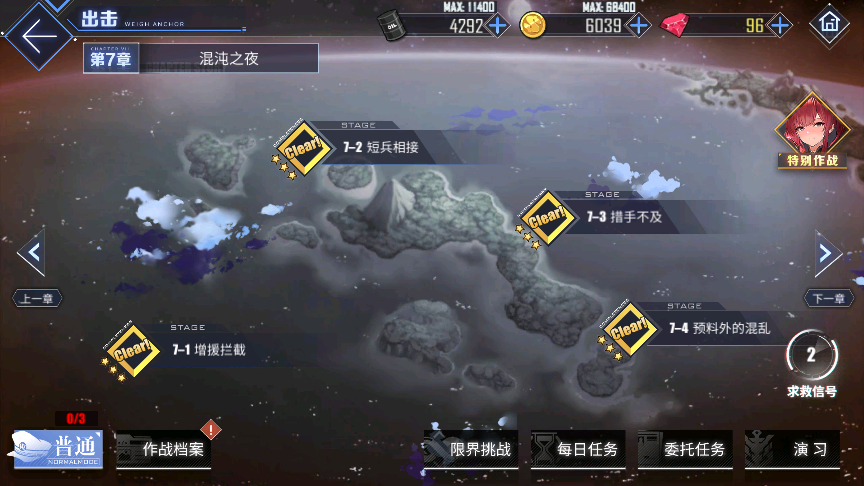 出击 WEIGH ANCHOR
MAX: 11400
4292
MAX: 68400
6039
96
CHAPTER VII
第7章
混沌之夜
STAGE
Clear!
7-2 短兵相接
特别作战
STAGE
Clear!
7-3 措手不及
上一章
下一章
STAGE
Clear!
7-4 预料外的混乱
STAGE
Clear!
7-1 增援拦截
2
求救信号
0/3
普通
NORMALMODE
作战档案
!
限界挑战
每日任务
委托任务
演习